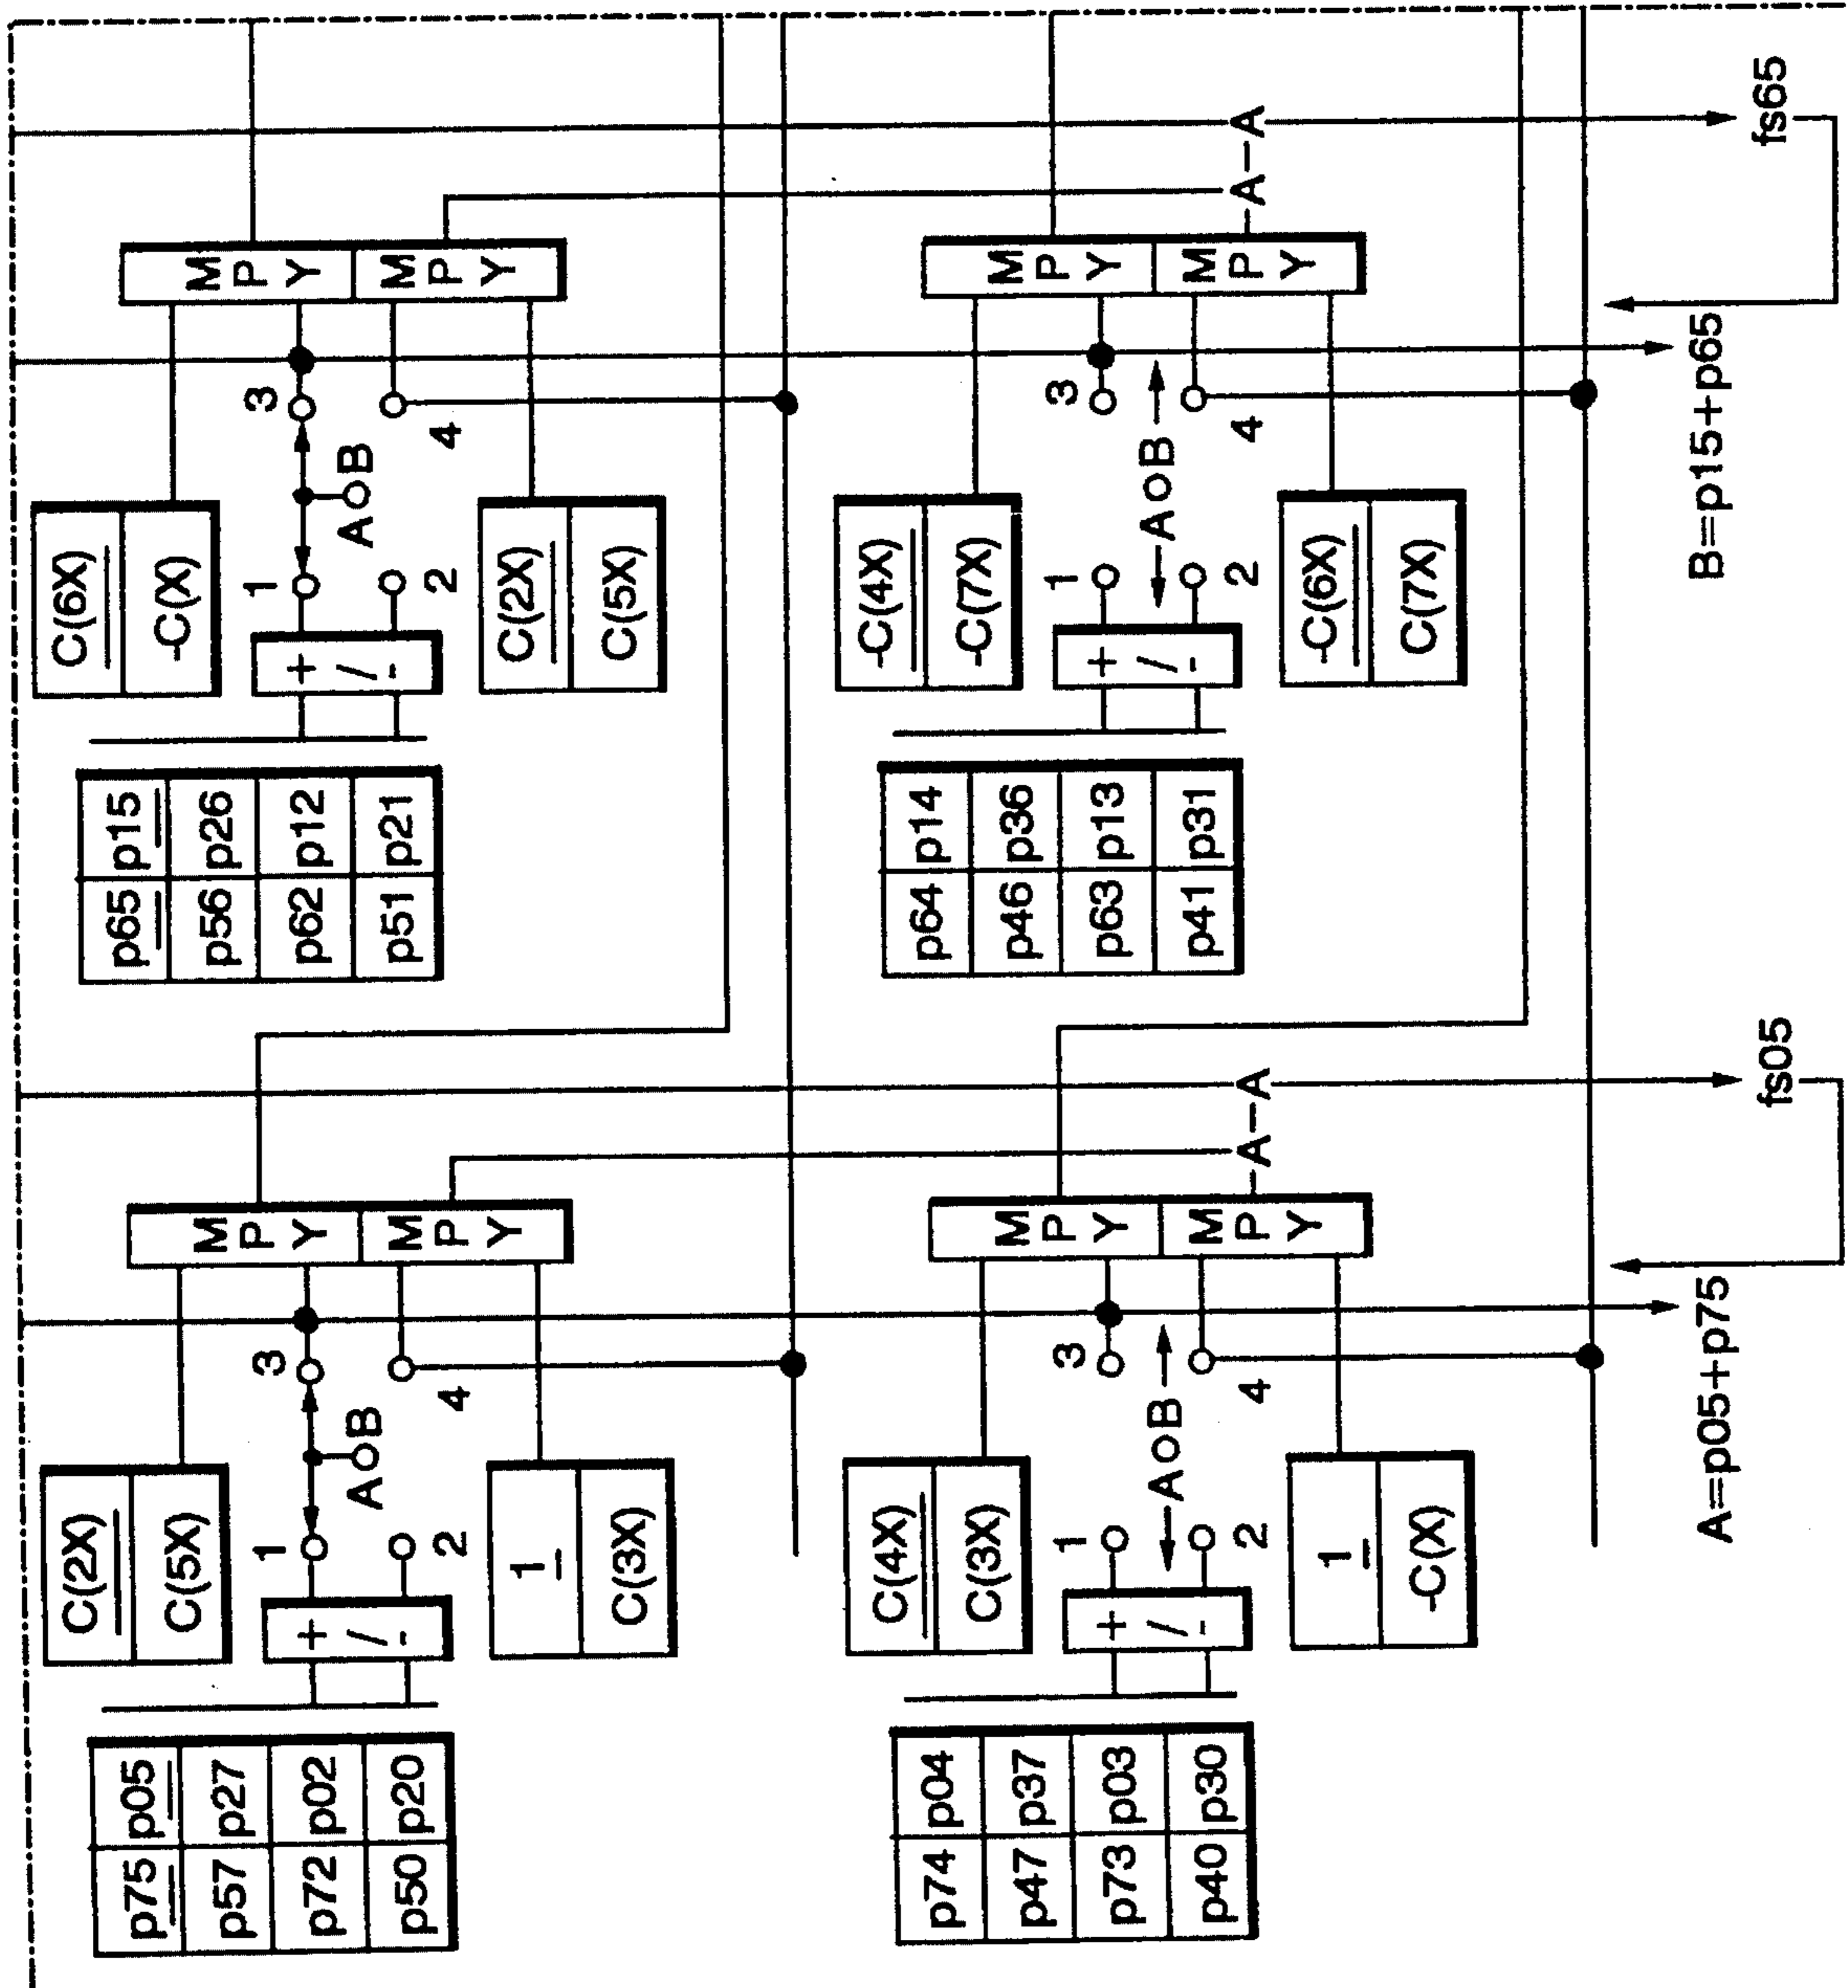 p75 p05
p57 p27
p72 p02
p50 p20
C(2X)
C(5X)
+
/
-
1
2
A B
3
4
1
C(3X)
M
P
Y
M
P
Y
p65 p15
p56 p26
p62 p12
p51 p21
C(6X)
-C(X)
+
/
-
1
2
A B
3
4
C(2X)
C(5X)
M
P
Y
M
P
Y
p74 p04
p47 p37
p73 p03
p40 p30
C(4X)
C(3X)
+
/
-
1
2
A B
3
4
1
-C(X)
M
P
Y
M
P
Y
A A
p64 p14
p46 p36
p63 p13
p41 p31
-C(4X)
-C(7X)
+
/
-
1
2
A B
3
4
-C(6X)
C(7X)
M
P
Y
M
P
Y
A A
A=p05+p75
B=p15+p65
fs05
fs65